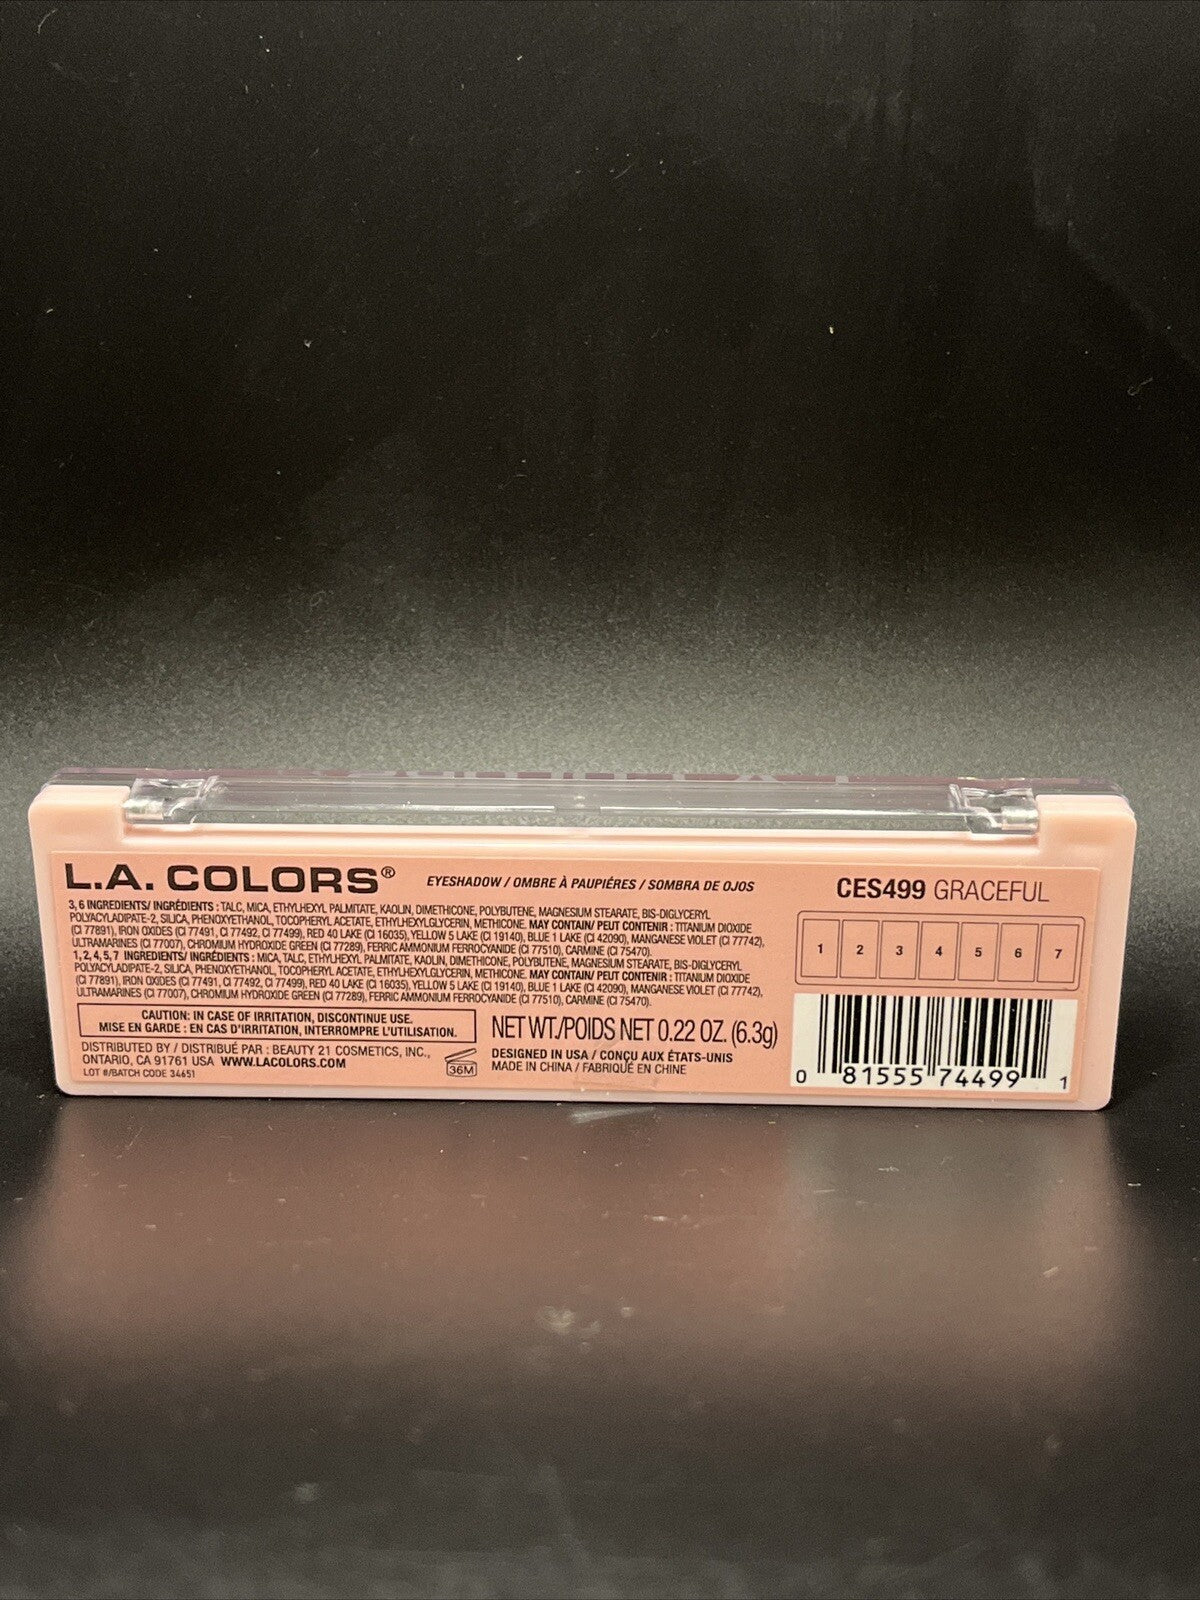 L.A. COLORS®
EYESHADOW / OMBRE À PAUPIÉRES / SOMBRA DE OJOS
3, 6 INGREDIENTS/ INGRÉDIENTS : TALC, MICA, ETHYLHEXYL PALMITATE, KAOLIN, DIMETHICONE, POLYBUTENE, MAGNESIUM STEARATE, BIS-DIGLYCERYL
POLYACYLADIPATE-2, SILICA, PHENOXYETHANOL, TOCOPHERYL ACETATE, ETHYLHEXYLGLYCERIN, METHICONE. MAY CONTAIN/ PEUT CONTENIR : TITANIUM DIOXIDE
(CI 77891), IRON OXIDES (CI 77491, CI 77492, CI 77499), RED 40 LAKE (CI 16035), YELLOW 5 LAKE (CI 19140), BLUE 1 LAKE (CI 42090), MANGANESE VIOLET (CI 77742),
ULTRAMARINES (CI 77007), CHROMIUM HYDROXIDE GREEN (CI 77289), FERRIC AMMONIUM FERROCYANIDE (CI 77510), CARMINE (CI 75470).
1, 2, 4, 5, 7 INGREDIENTS/ INGRÉDIENTS : MICA, TALC, ETHYLHEXYL PALMITATE, KAOLIN, DIMETHICONE, POLYBUTENE, MAGNESIUM STEARATE, BIS-DIGLYCERYL
POLYACYLADIPATE-2, SILICA, PHENOXYETHANOL, TOCOPHERYL ACETATE, ETHYLHEXYLGLYCERIN, METHICONE. MAY CONTAIN/ PEUT CONTENIR : TITANIUM DIOXIDE
(CI 77891), IRON OXIDES (CI 77491, CI 77492, CI 77499), RED 40 LAKE (CI 16035), YELLOW 5 LAKE (CI 19140), BLUE 1 LAKE (CI 42090), MANGANESE VIOLET (CI 77742),
ULTRAMARINES (CI 77007), CHROMIUM HYDROXIDE GREEN (CI 77289), FERRIC AMMONIUM FERROCYANIDE (CI 77510), CARMINE (CI 75470).
CAUTION: IN CASE OF IRRITATION, DISCONTINUE USE.
MISE EN GARDE : EN CAS D'IRRITATION, INTERROMPRE L'UTILISATION.
DISTRIBUTED BY / DISTRIBUÉ PAR : BEAUTY 21 COSMETICS, INC.,
ONTARIO, CA 91761 USA WWW.LACOLORS.COM
LOT #/BATCH CODE 34651
36M
NET WT./POIDS NET 0.22 OZ. (6.3g)
DESIGNED IN USA / CONÇU AUX ÉTATS-UNIS
MADE IN CHINA / FABRIQUÉ EN CHINE
CES499 GRACEFUL
1 2 3 4 5 6 7
0 81555 74499 1